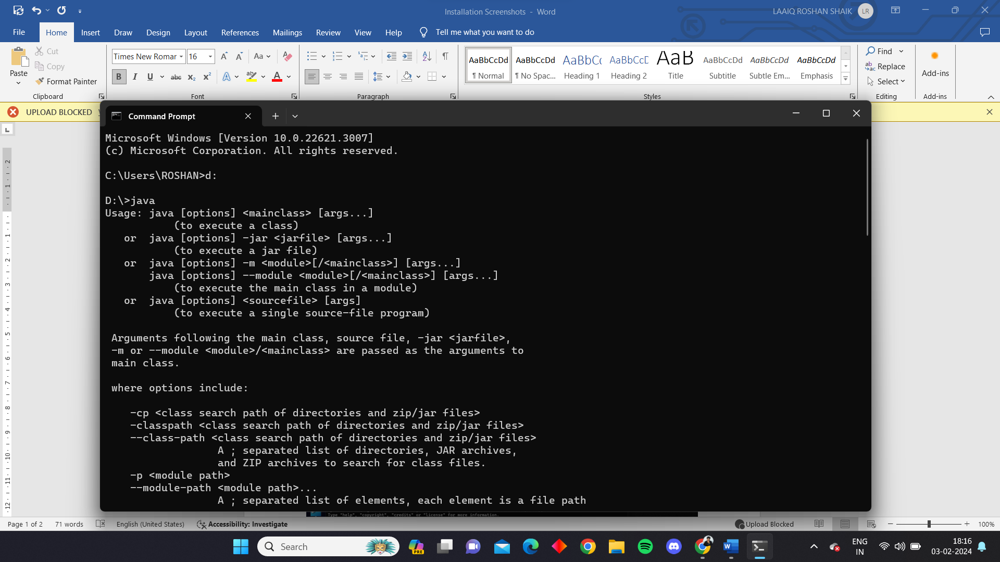 Installation Screenshots - Word
LAAIQ ROSHAN SHAIK
LR
File
Home
Insert
Draw
Design
Layout
References
Mailings
Review
View
Help
Tell me what you want to do
Paste
Cut
Copy
Format Painter
Clipboard
Times New Roman
16
Aa
B I U abc x₂ x²
Font
Paragraph
AaBbCcDd
¶ Normal
AaBbCcDd
¶ No Spac...
AaBbCc
Heading 1
AaBbCcD
Heading 2
AaB
Title
AaBbCcDd
Subtitle
AaBbCcDd
Subtle Em...
AaBbCcDd
Emphasis
Styles
Find
Replace
Select
Editing
Add-ins
Add-ins
UPLOAD BLOCKED
Command Prompt
Microsoft Windows [Version 10.0.22621.3007]
(c) Microsoft Corporation. All rights reserved.
C:\Users\ROSHAN>d:
D:\>java
Usage: java [options] <mainclass> [args...]
(to execute a class)
or java [options] -jar <jarfile> [args...]
(to execute a jar file)
or java [options] -m <module>[/<mainclass>] [args...]
java [options] --module <module>[/<mainclass>] [args...]
(to execute the main class in a module)
or java [options] <sourcefile> [args]
(to execute a single source-file program)
Arguments following the main class, source file, -jar <jarfile>,
-m or --module <module>/<mainclass> are passed as the arguments to
main class.
where options include:
-cp <class search path of directories and zip/jar files>
-classpath <class search path of directories and zip/jar files>
--class-path <class search path of directories and zip/jar files>
A ; separated list of directories, JAR archives,
and ZIP archives to search for class files.
-p <module path>
--module-path <module path>...
A ; separated list of elements, each element is a file path
Type "help", "copyright", "credits" or "license" for more information.
Page 1 of 2
71 words
English (United States)
Accessibility: Investigate
Upload Blocked
100%
Search
PRE
ENG
IN
18:16
03-02-2024